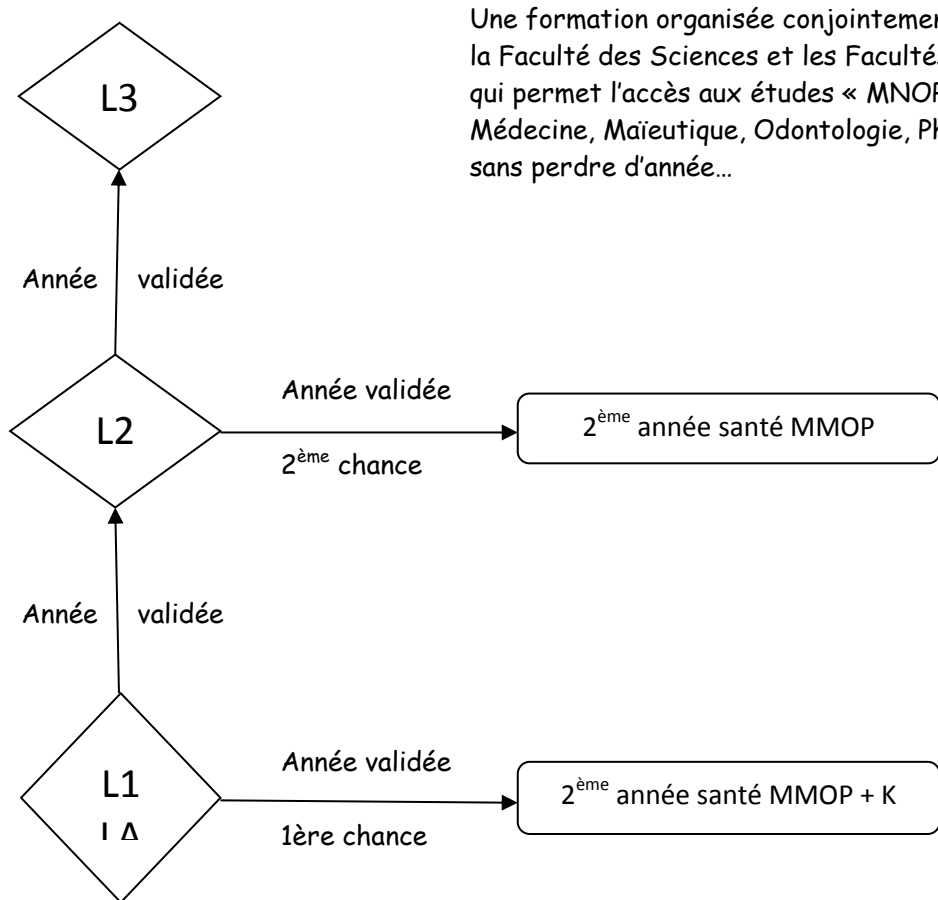 Une formation organisée conjointement
la Faculté des Sciences et les Facultés
qui permet l'accès aux études « MNOP
Médecine, Maïeutique, Odontologie, Ph
sans perdre d'année…
L3
Année validée
L2
Année validée
2ème chance
2ème année santé MMOP
Année validée
L1
Année validée
1ère chance
2ème année santé MMOP + K